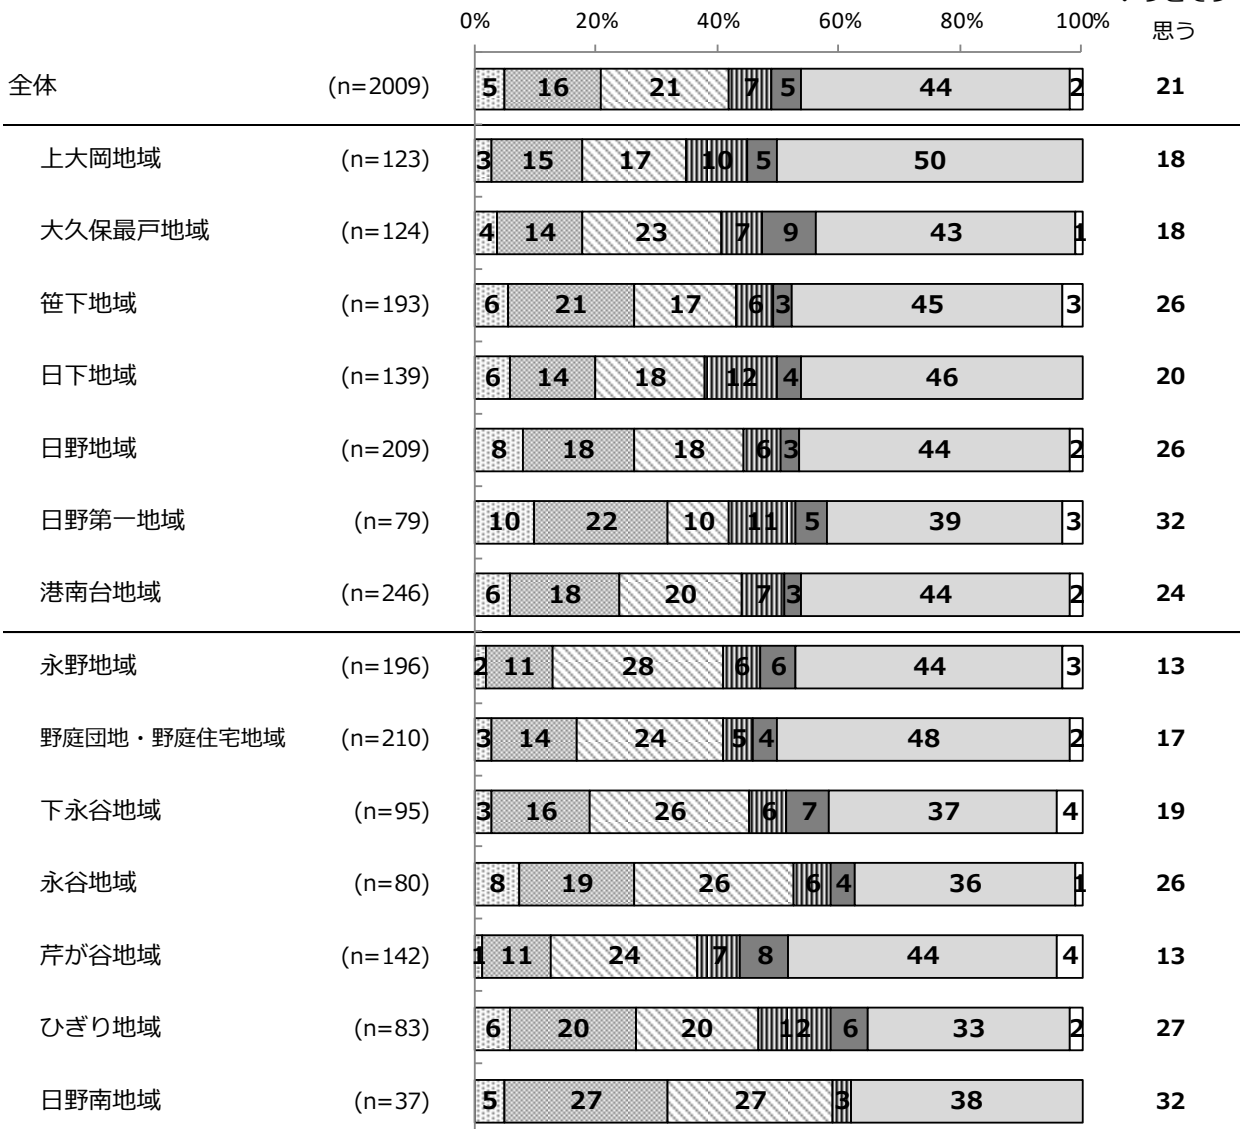 0% 20% 40% 60% 80% 100%
思う
全体 (n=2009) 5 16 21 7 5 44 2 21
上大岡地域 (n=123) 3 15 17 10 5 50 18
大久保最戸地域 (n=124) 4 14 23 7 9 43 1 18
笹下地域 (n=193) 6 21 17 6 3 45 3 26
日下地域 (n=139) 6 14 18 12 4 46 20
日野地域 (n=209) 8 18 18 6 3 44 2 26
日野第一地域 (n=79) 10 22 10 11 5 39 3 32
港南台地域 (n=246) 6 18 20 7 3 44 2 24
永野地域 (n=196) 2 11 28 6 6 44 3 13
野庭団地・野庭住宅地域 (n=210) 3 14 24 5 4 48 2 17
下永谷地域 (n=95) 3 16 26 6 7 37 4 19
永谷地域 (n=80) 8 19 26 6 4 36 1 26
芹が谷地域 (n=142) 1 11 24 7 8 44 4 13
ひぎり地域 (n=83) 6 20 20 12 6 33 2 27
日野南地域 (n=37) 5 27 27 3 38 32